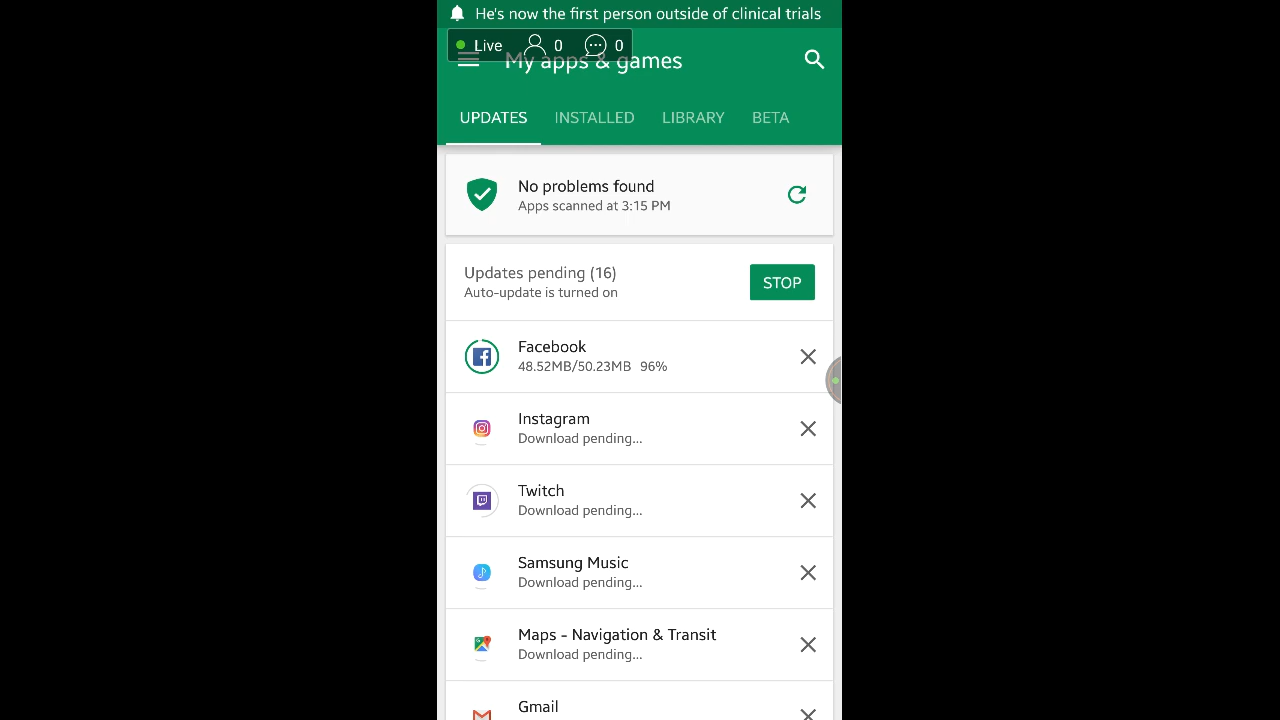 He's now the first person outside of clinical trials
Live 0 0
My apps & games
UPDATES INSTALLED LIBRARY BETA
No problems found
Apps scanned at 3:15 PM
Updates pending (16)
Auto-update is turned on
STOP
Facebook
48.52MB/50.23MB 96%
Instagram
Download pending...
Twitch
Download pending...
Samsung Music
Download pending...
Maps - Navigation & Transit
Download pending...
Gmail